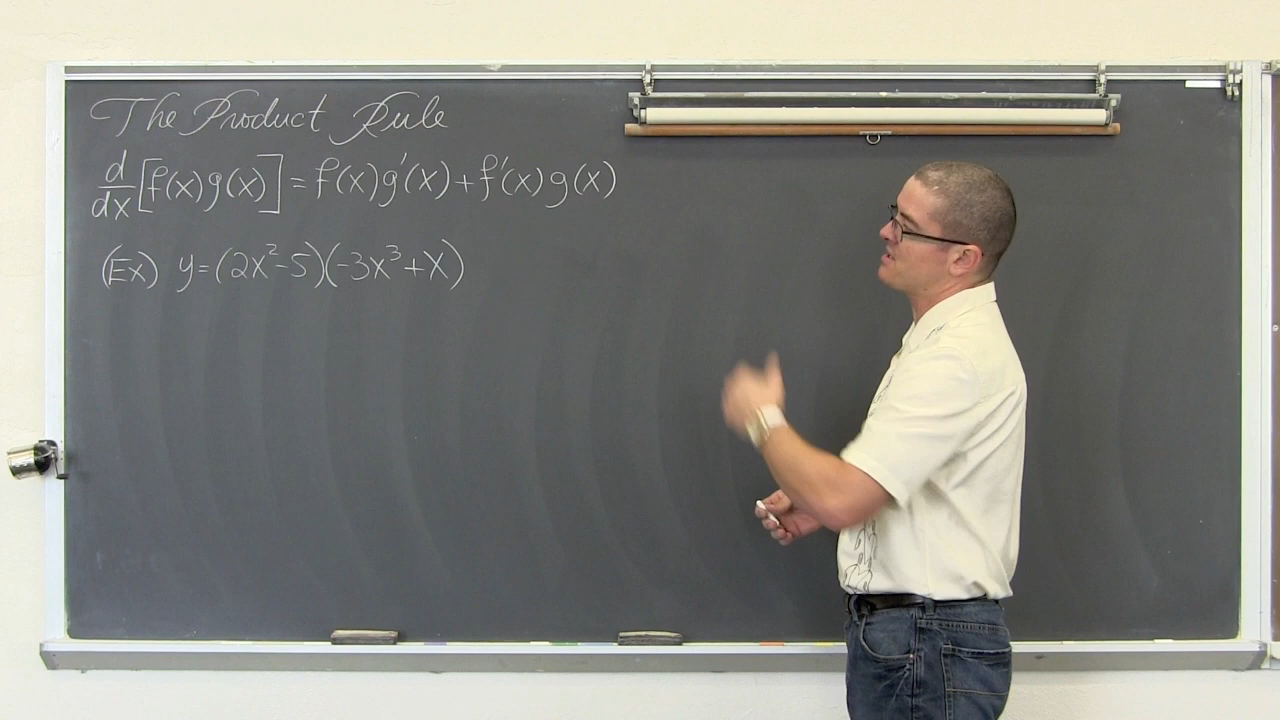 The Product Rule
d/dx[f(x)g(x)]=f(x)g'(x)+f'(x)g(x)
(Ex) y=(2x²-5)(-3x³+x)